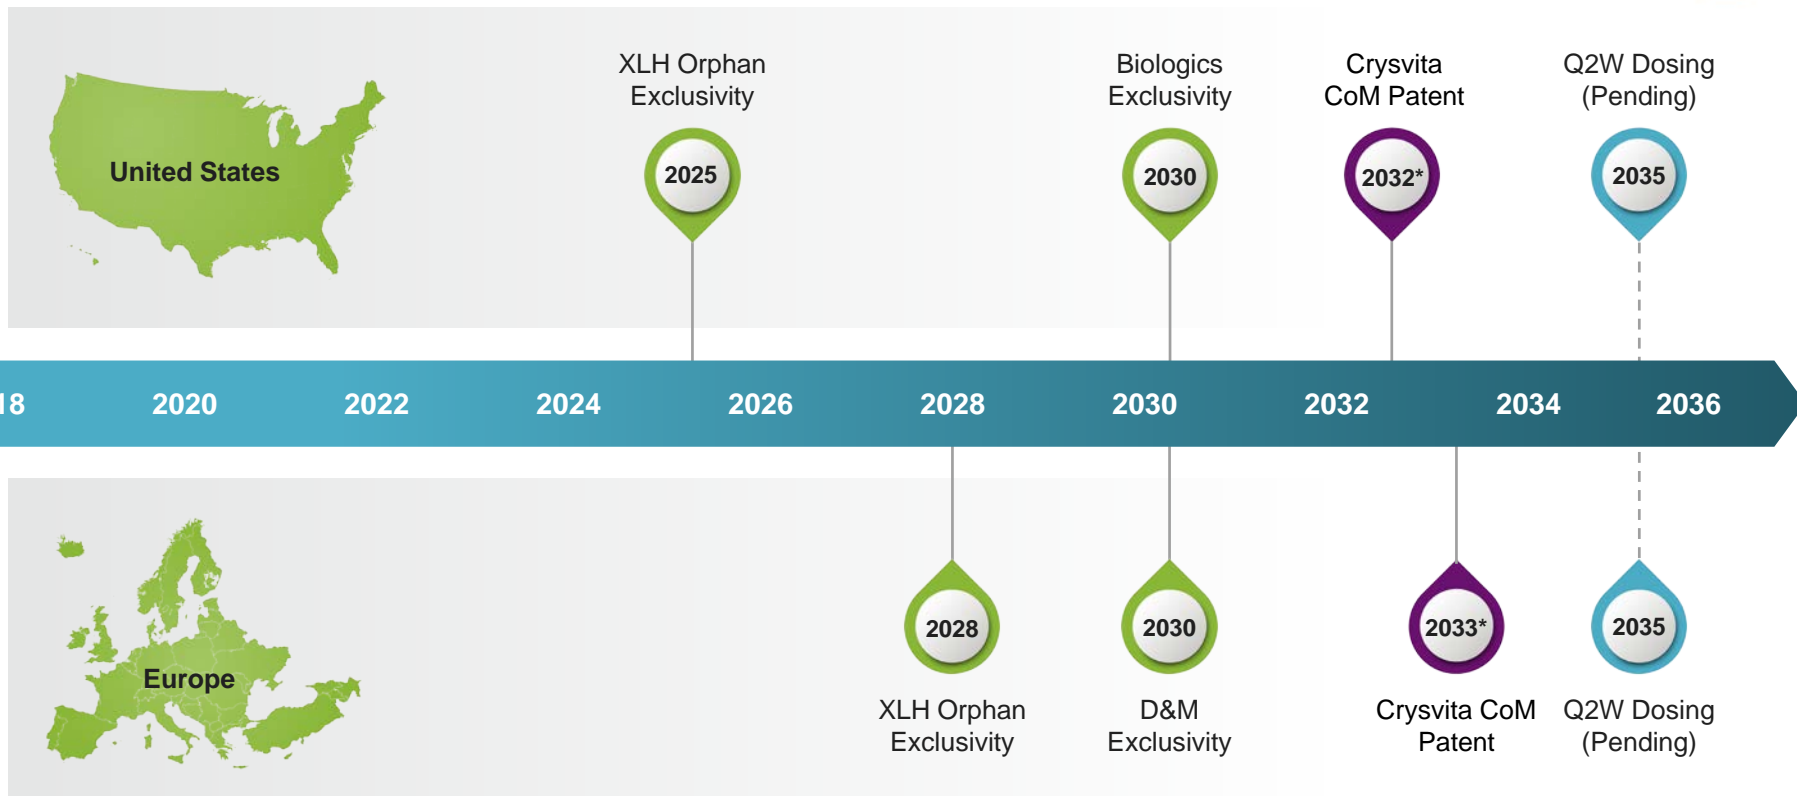 XLH Orphan
Exclusivity
Biologics
Exclusivity
Crysvita
CoM Patent
Q2W Dosing
(Pending)
United States
2025
2030
2032*
2035
18
2020
2022
2024
2026
2028
2030
2032
2034
2036
Europe
2028
2030
2033*
2035
XLH Orphan
Exclusivity
D&M
Exclusivity
Crysvita CoM
Patent
Q2W Dosing
(Pending)